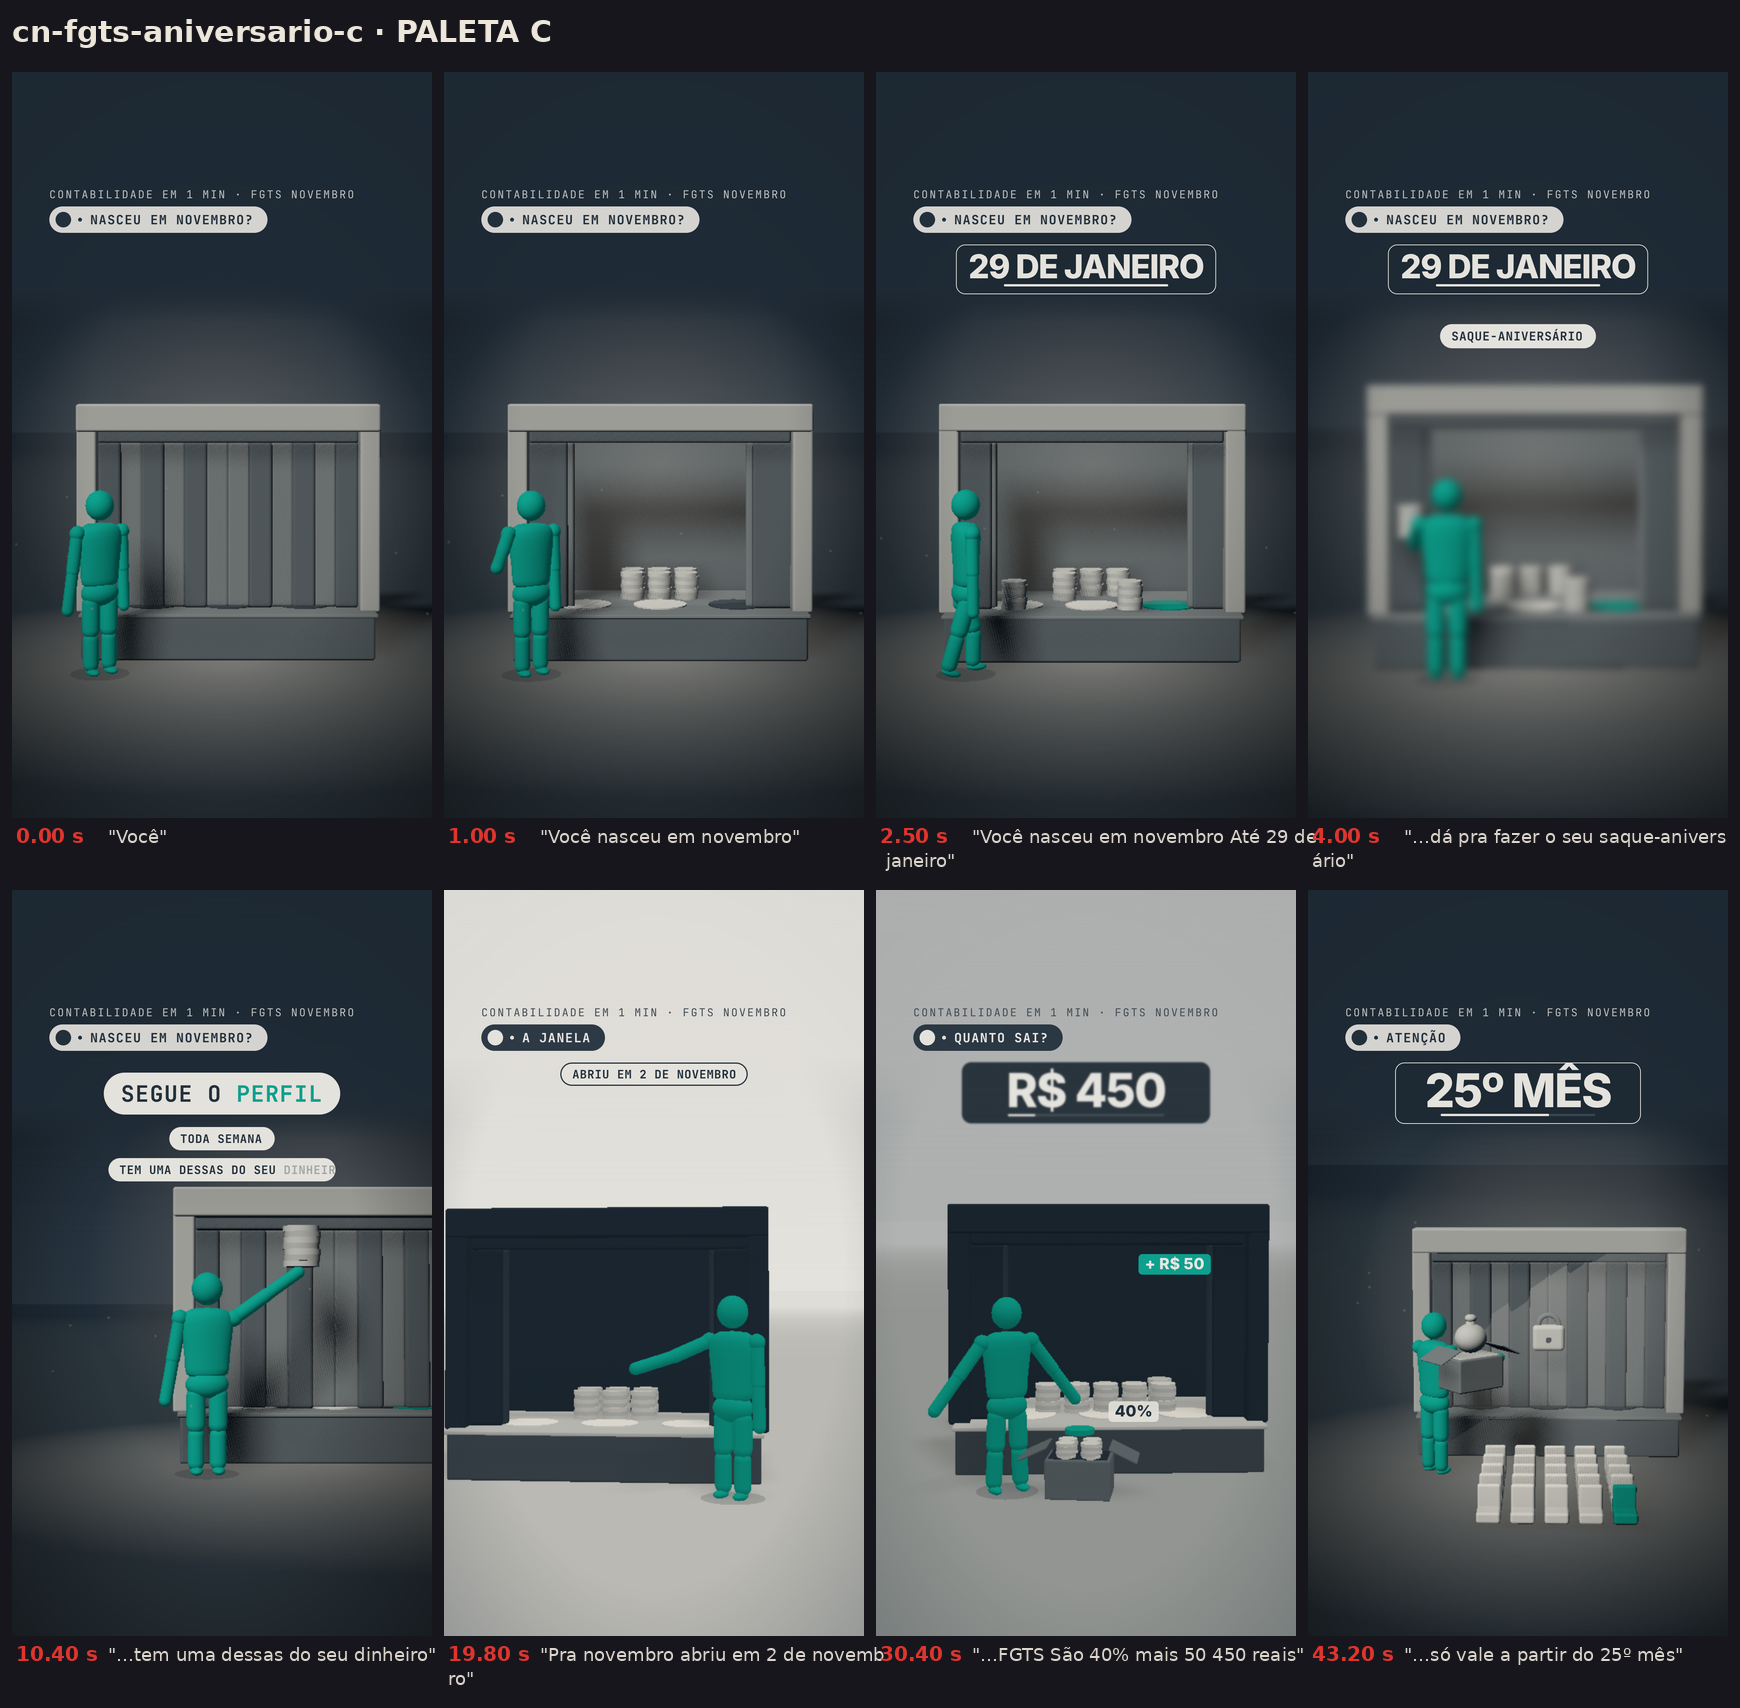 cn-fgts-aniversario-c · PALETA C
CONTABILIDADE EM 1 MIN · FGTS NOVEMBRO
• NASCEU EM NOVEMBRO?
0.00 s "Você"
CONTABILIDADE EM 1 MIN · FGTS NOVEMBRO
• NASCEU EM NOVEMBRO?
1.00 s "Você nasceu em novembro"
CONTABILIDADE EM 1 MIN · FGTS NOVEMBRO
• NASCEU EM NOVEMBRO?
29 DE JANEIRO
2.50 s "Você nasceu em novembro Até 29 de
janeiro"
CONTABILIDADE EM 1 MIN · FGTS NOVEMBRO
• NASCEU EM NOVEMBRO?
29 DE JANEIRO
SAQUE-ANIVERSÁRIO
4.00 s "...dá pra fazer o seu saque-anivers
ário"
CONTABILIDADE EM 1 MIN · FGTS NOVEMBRO
• NASCEU EM NOVEMBRO?
SEGUE O PERFIL
TODA SEMANA
TEM UMA DESSAS DO SEU DINHEIR
10.40 s "...tem uma dessas do seu dinheiro"
CONTABILIDADE EM 1 MIN · FGTS NOVEMBRO
• A JANELA
ABRIU EM 2 DE NOVEMBRO
19.80 s "Pra novembro abriu em 2 de novemb
ro"
CONTABILIDADE EM 1 MIN · FGTS NOVEMBRO
• QUANTO SAI?
R$ 450
+ R$ 50
40%
30.40 s "...FGTS São 40% mais 50 450 reais"
CONTABILIDADE EM 1 MIN · FGTS NOVEMBRO
• ATENÇÃO
25º MÊS
43.20 s "...só vale a partir do 25º mês"